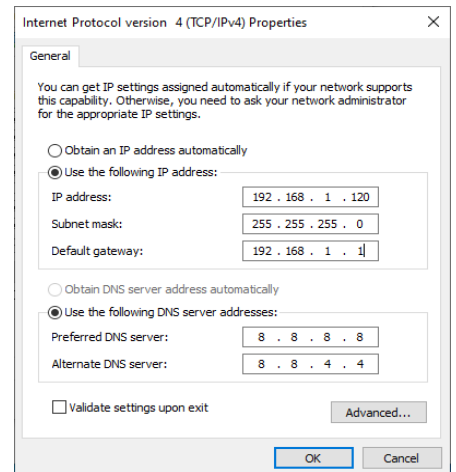 Internet Protocol version 4 (TCP/IPv4) Properties
General
You can get IP settings assigned automatically if your network supports
this capability. Otherwise, you need to ask your network administrator
for the appropriate IP settings.
Obtain an IP address automatically
Use the following IP address:
IP address: 192 . 168 . 1 . 120
Subnet mask: 255 . 255 . 255 . 0
Default gateway: 192 . 168 . 1 . 1
Obtain DNS server address automatically
Use the following DNS server addresses:
Preferred DNS server: 8 . 8 . 8 . 8
Alternate DNS server: 8 . 8 . 4 . 4
Validate settings upon exit
Advanced...
OK Cancel